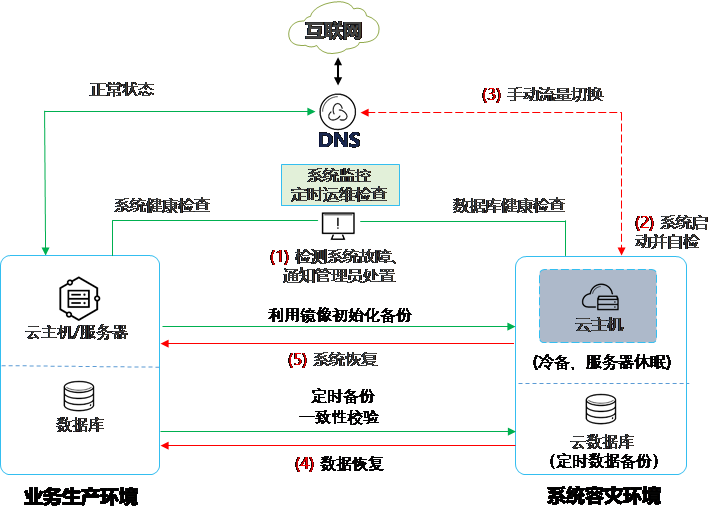 互联网
正常状态
(3) 手动流量切换
DNS
系统监控
定时运维检查
系统健康检查
数据库健康检查
(2) 系统启
动并自检
(1) 检测系统故障、
通知管理员处置
云主机/服务器
利用镜像初始化备份
云主机
(5) 系统恢复
(冷备、服务器休眠)
定时备份
一致性校验
数据库
云数据库
(定时数据备份)
(4) 数据恢复
业务生产环境
系统容灾环境